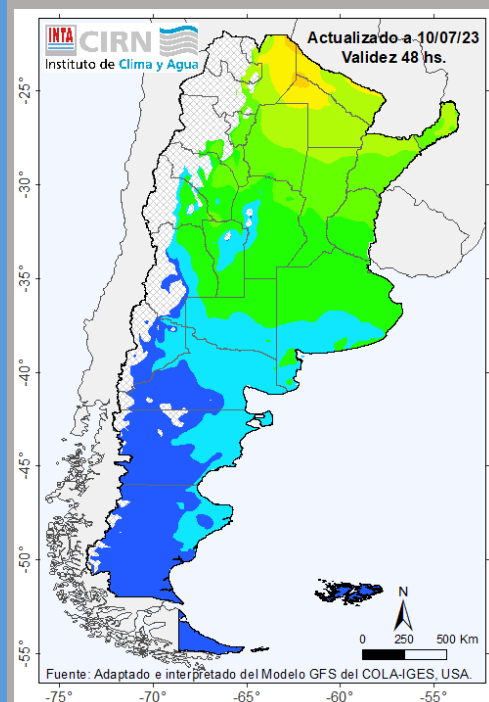 INTA CIRN
Instituto de Clima y Agua
Actualizado a 10/07/23
Validez 48 hs.
-25°
-30°
-35°
-40°
-45°
-50°
-55°
N
0 250 500 Km
Fuente: Adaptado e interpretado del Modelo GFS del COLA-IGES, USA.
-75° -70° -65° -60° -55°